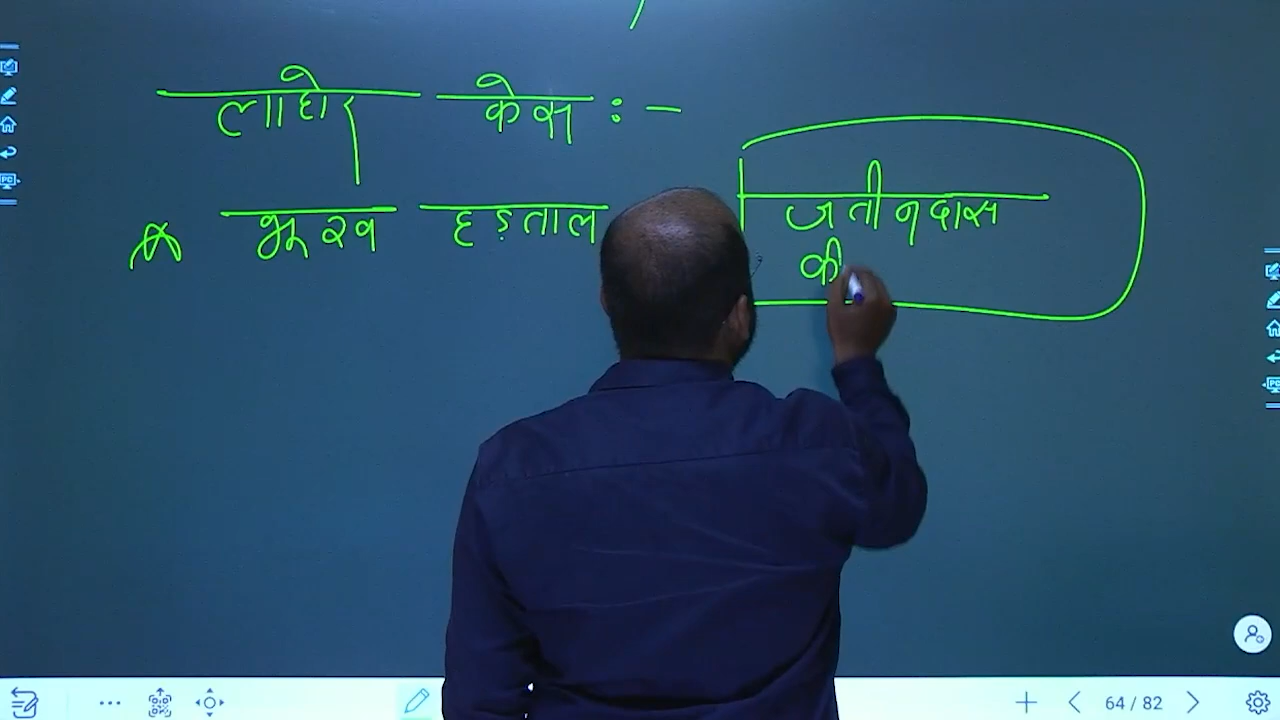 लाहोर केस : -
भूख हड़ताल
जतीनदास
की
64 / 82